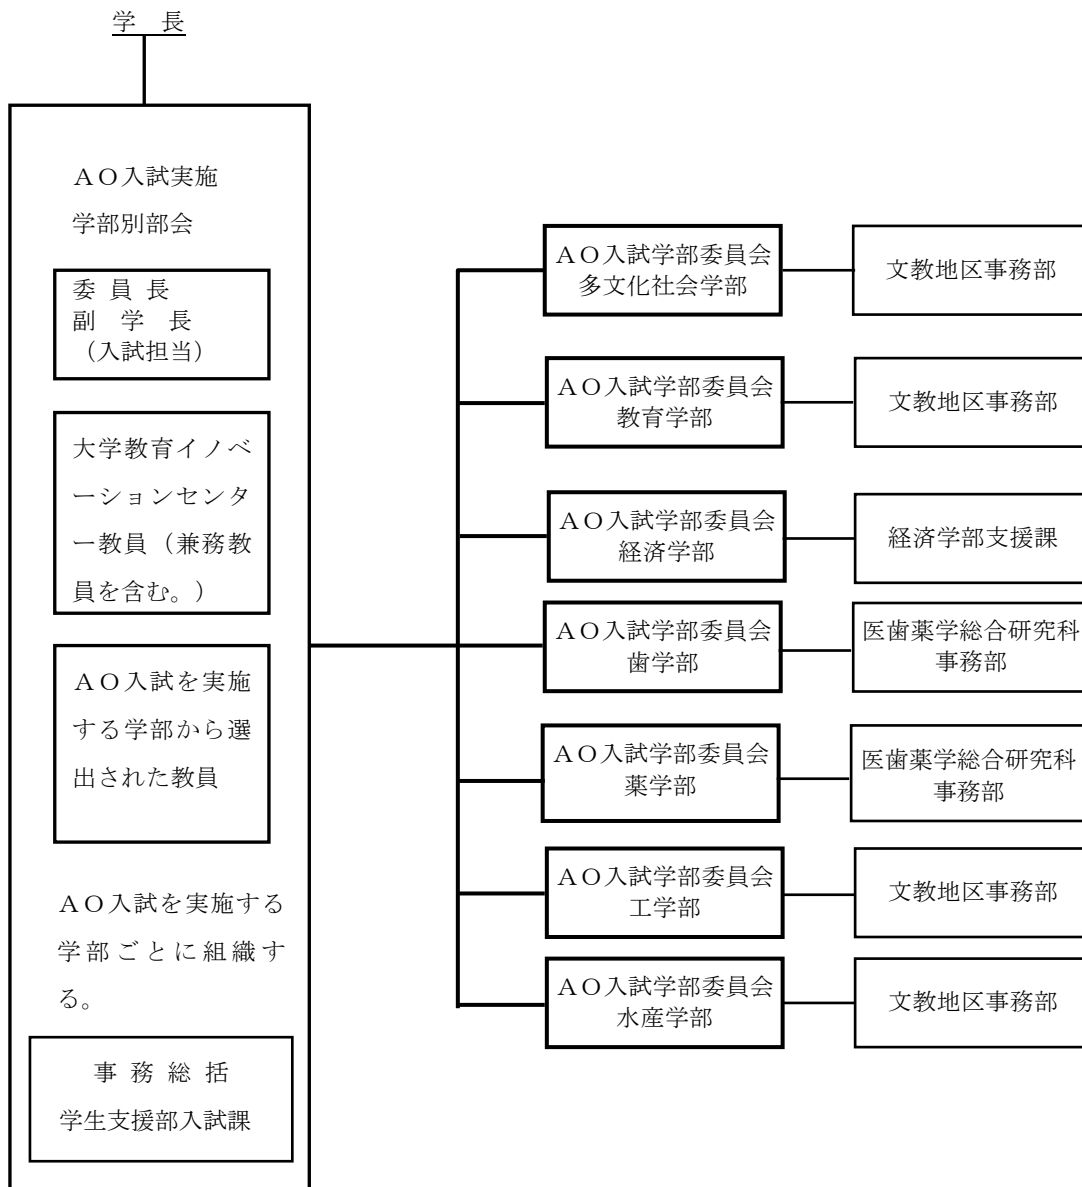 学　長
ＡＯ入試実施
学部別部会
委 員 長
副　学　長
（入試担当）
大学教育イノベ
ーションセンタ
ー教員（兼務教
員を含む。）
ＡＯ入試を実施
する学部から選
出された教員
ＡＯ入試を実施する
学部ごとに組織す
る。
事 務 総 括
学生支援部入試課
ＡＯ入試学部委員会
多文化社会学部
文教地区事務部
ＡＯ入試学部委員会
教育学部
文教地区事務部
ＡＯ入試学部委員会
経済学部
経済学部支援課
ＡＯ入試学部委員会
歯学部
医歯薬学総合研究科
事務部
ＡＯ入試学部委員会
薬学部
医歯薬学総合研究科
事務部
ＡＯ入試学部委員会
工学部
文教地区事務部
ＡＯ入試学部委員会
水産学部
文教地区事務部